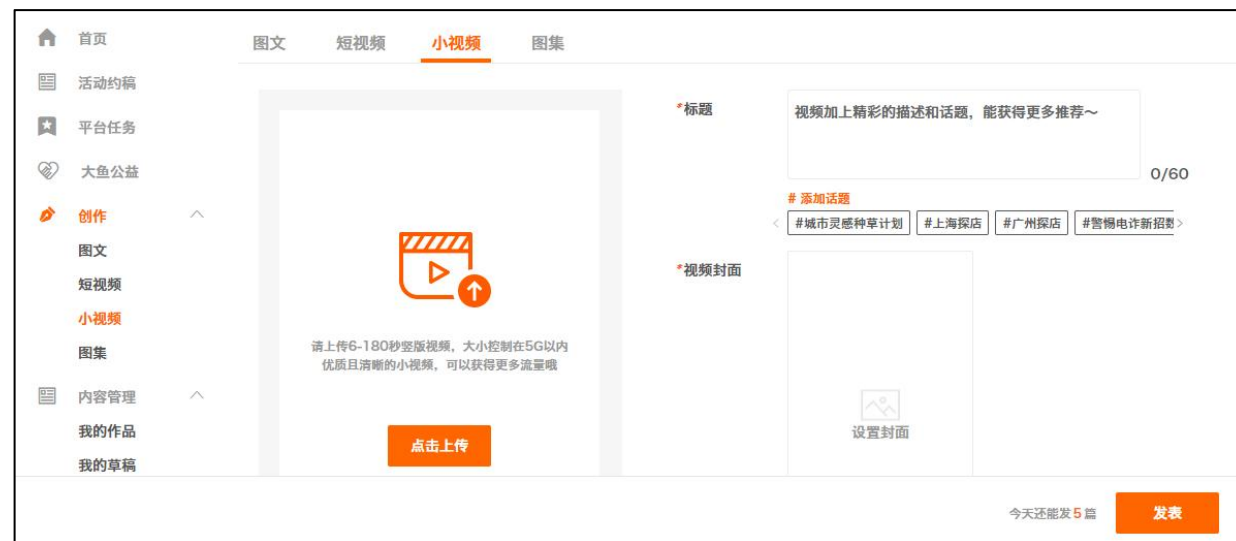 首页
活动约稿
平台任务
大鱼公益
创作
图文
短视频
小视频
图集
内容管理
我的作品
我的草稿
图文 短视频 小视频 图集
请上传6-180秒竖版视频，大小控制在5G以内
优质且清晰的小视频，可以获得更多流量哦
点击上传
*标题
视频加上精彩的描述和话题，能获得更多推荐～
0/60
# 添加话题
#城市灵感种草计划 #上海探店 #广州探店 #警惕电诈新招数
*视频封面
设置封面
今天还能发5篇
发表